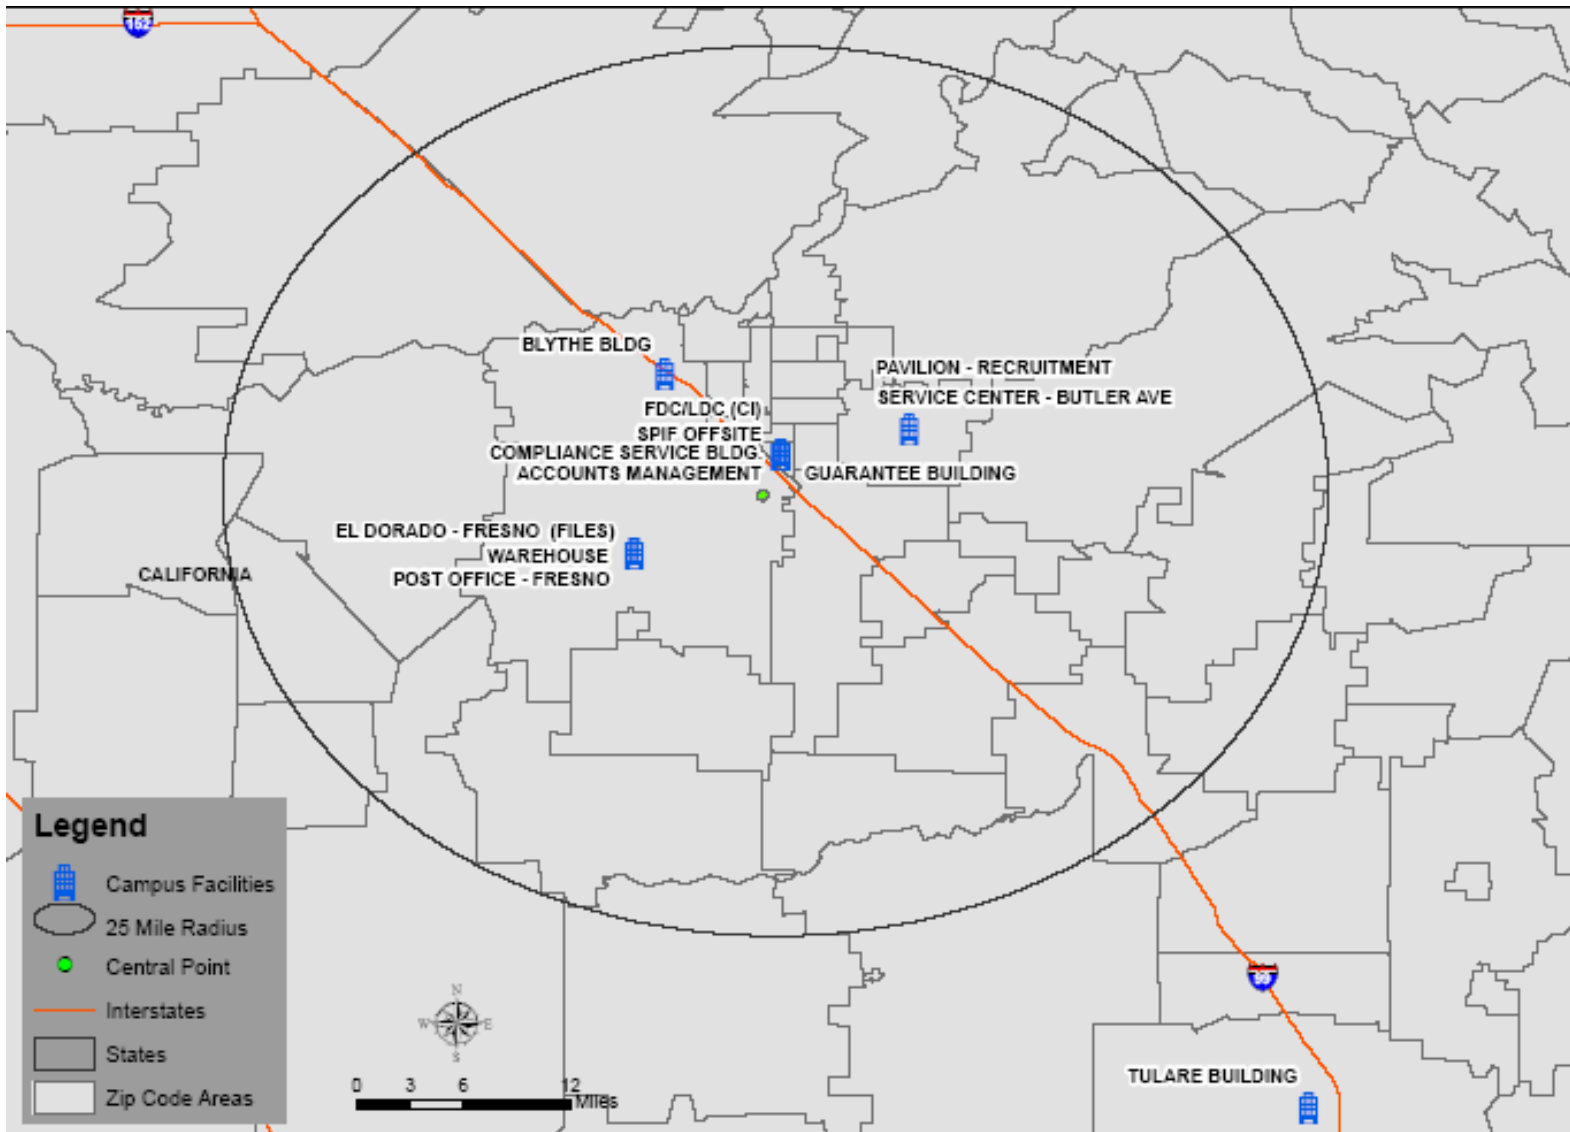 152
BLYTHE BLDG
PAVILION - RECRUITMENT
SERVICE CENTER - BUTLER AVE
FDC/LDC (CI)
SPIF OFFSITE
COMPLIANCE SERVICE BLDG.
ACCOUNTS MANAGEMENT
GUARANTEE BUILDING
EL DORADO - FRESNO (FILES)
WAREHOUSE
POST OFFICE - FRESNO
CALIFORNIA
Legend
Campus Facilities
25 Mile Radius
Central Point
Interstates
States
Zip Code Areas
N
W E
S
0 3 6 12
Miles
99
TULARE BUILDING